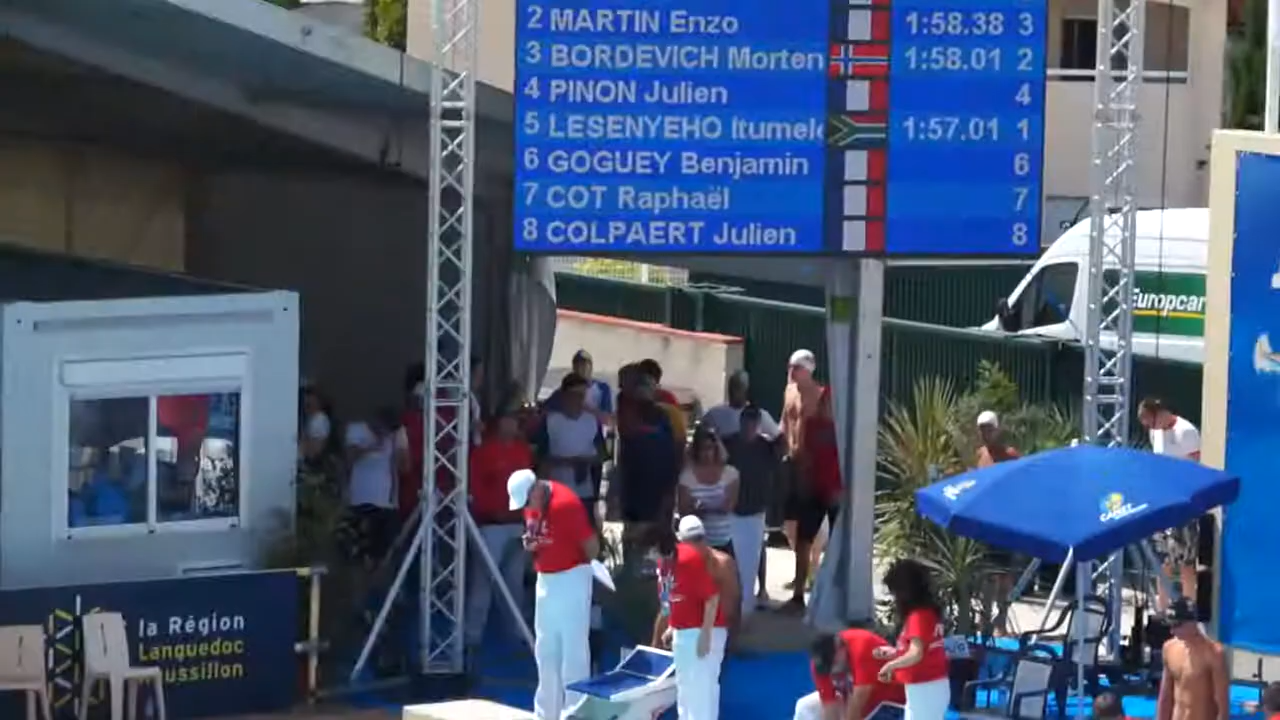 2 MARTIN Enzo 1:58.38 3
3 BORDEVICH Morten 1:58.01 2
4 PINON Julien 4
5 LESENYEHO Itumele 1:57.01 1
6 GOGUEY Benjamin 6
7 COT Raphaël 7
8 COLPAERT Julien 8
Europcar
CANET
la Région
Languedoc
oussillon